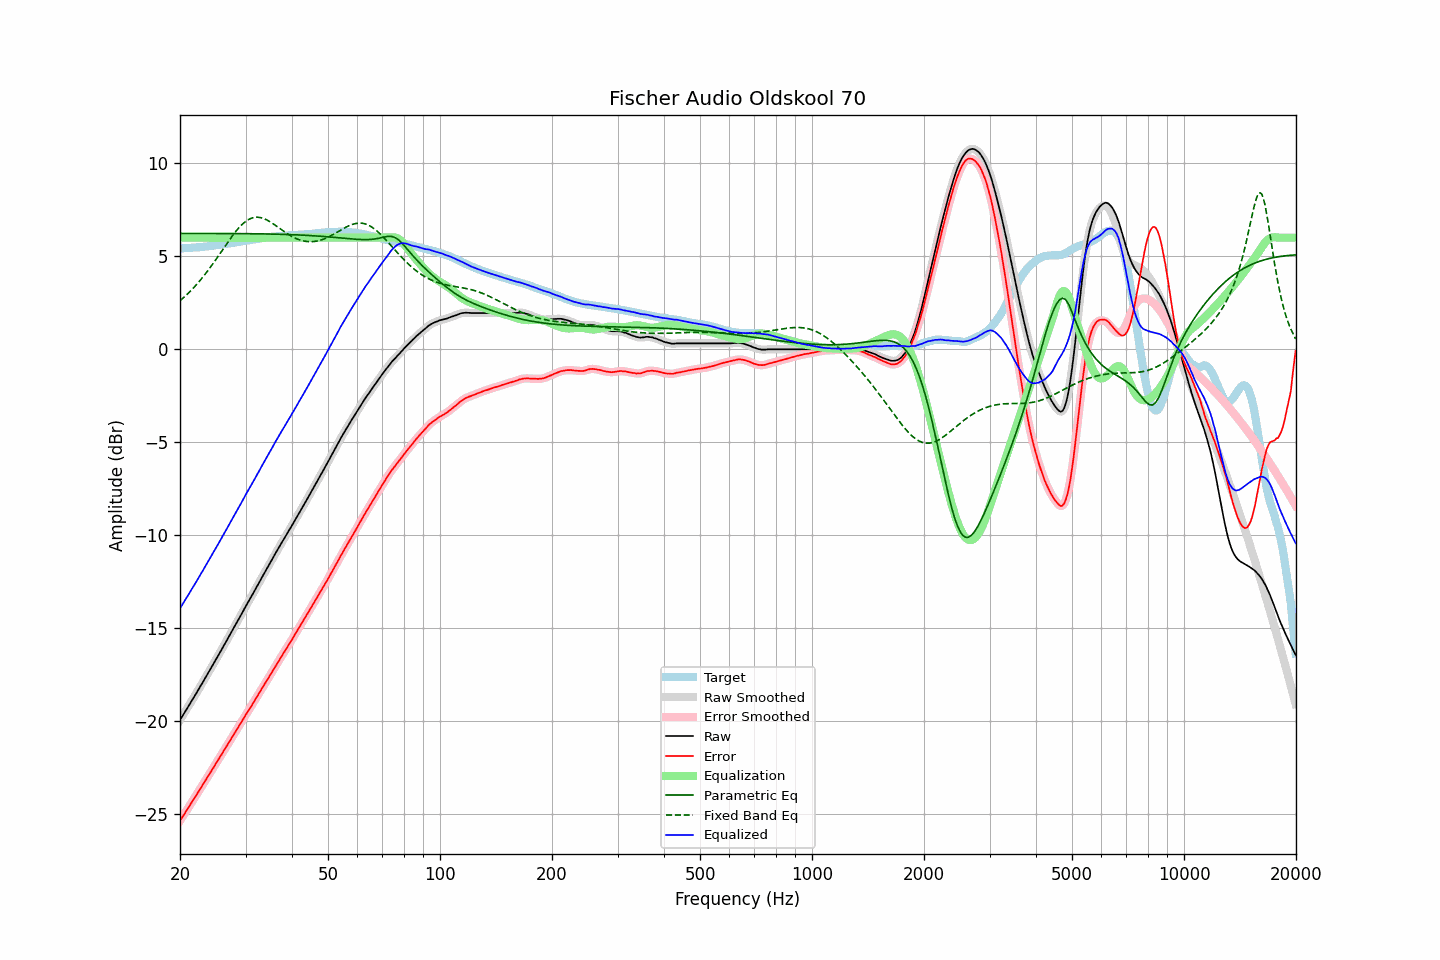 Fischer Audio Oldskool 70
10
5
0
−5
−10
−15
−20
−25
Amplitude (dBr)
20
50
100
200
500
1000
2000
5000
10000
20000
Frequency (Hz)
Target
Raw Smoothed
Error Smoothed
Raw
Error
Equalization
Parametric Eq
Fixed Band Eq
Equalized